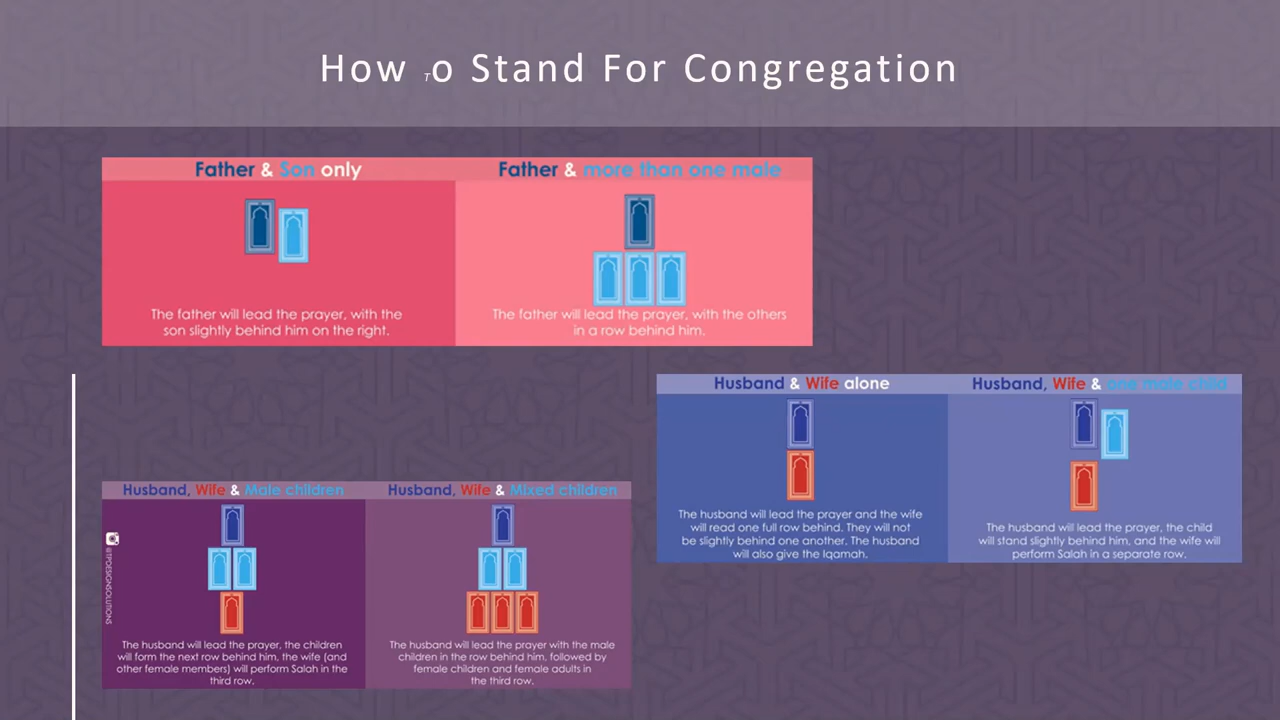 How To Stand For Congregation
Father & Son only
The father will lead the prayer, with the
son slightly behind him on the right.
Father & more than one male
The father will lead the prayer, with the others
in a row behind him.
Husband & Wife alone
The husband will lead the prayer and the wife
will read one full row behind. They will not
be slightly behind one another. The husband
will also give the Iqamah.
Husband, Wife & one male child
The husband will lead the prayer, the child
will stand slightly behind him, and the wife will
perform Salah in a separate row.
Husband, Wife & Male children
@TPDESIGNSOLUTIONS
The husband will lead the prayer, the children
will form the next row behind him, the wife (and
other female members) will perform Salah in the
third row.
Husband, Wife & Mixed children
The husband will lead the prayer with the male
children in the row behind him, followed by
female children and female adults in
the third row.